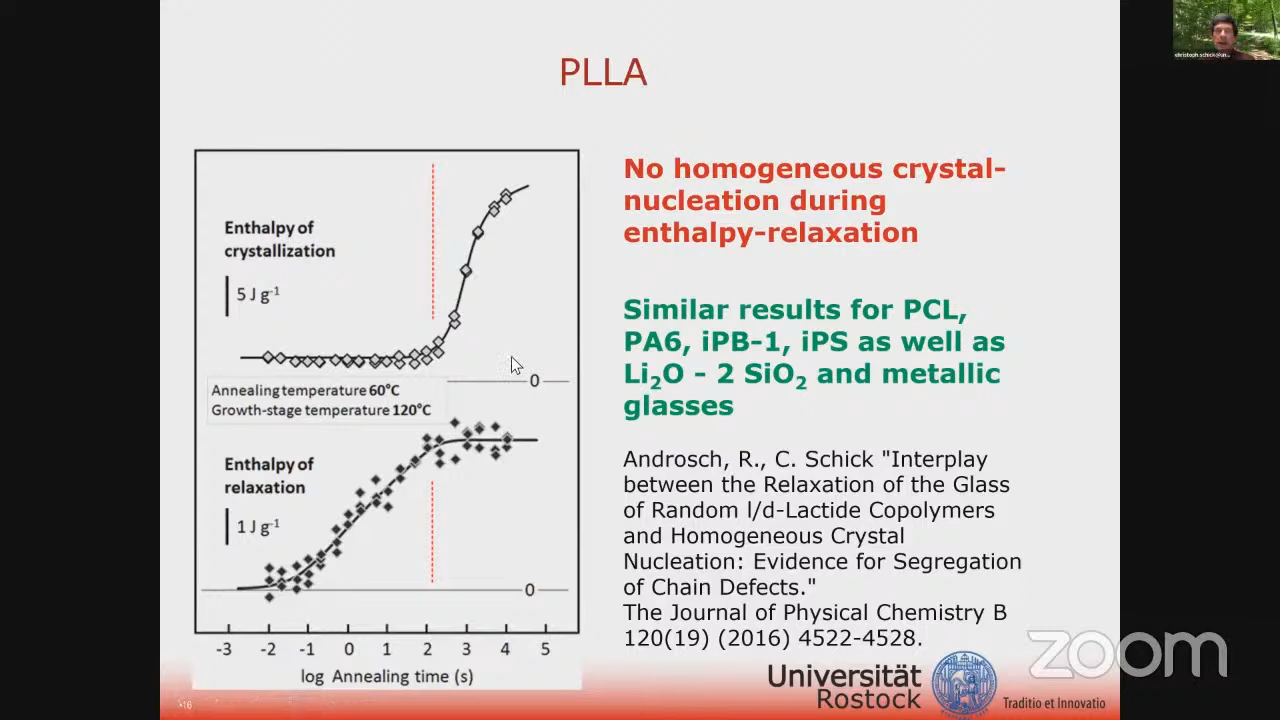 PLLA
Enthalpy of
crystallization
5 J g⁻¹
0
Annealing temperature 60°C
Growth-stage temperature 120°C
Enthalpy of
relaxation
1 J g⁻¹
0
-3 -2 -1 0 1 2 3 4 5
log Annealing time (s)
No homogeneous crystal-
nucleation during
enthalpy-relaxation
Similar results for PCL,
PA6, iPB-1, iPS as well as
Li₂O - 2 SiO₂ and metallic
glasses
Androsch, R., C. Schick "Interplay
between the Relaxation of the Glass
of Random l/d-Lactide Copolymers
and Homogeneous Crystal
Nucleation: Evidence for Segregation
of Chain Defects."
The Journal of Physical Chemistry B
120(19) (2016) 4522-4528.
Universität
Rostock
Traditio et Innovatio
zoom
16